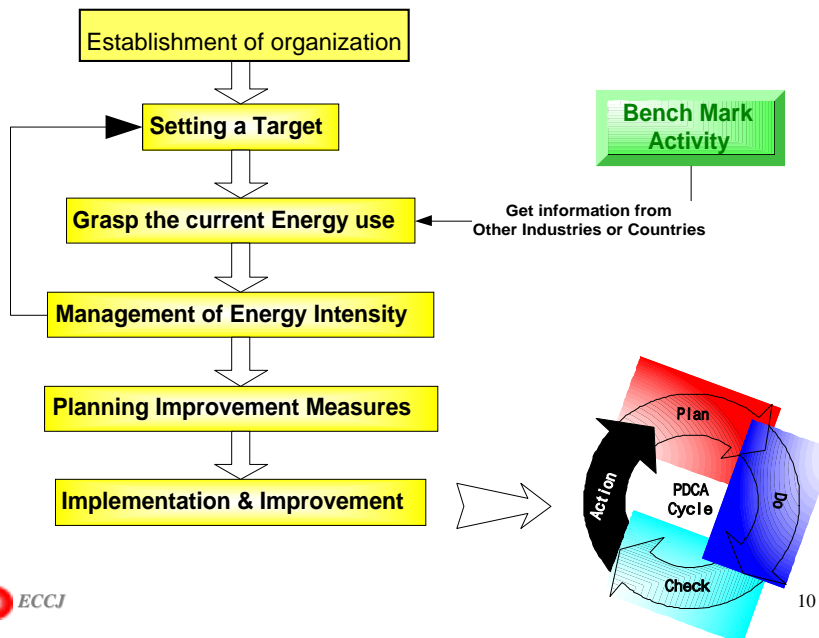 Establishment of organization
Setting a Target
Bench Mark
Activity
Grasp the current Energy use
Get information from
Other Industries or Countries
Management of Energy Intensity
Planning Improvement Measures
Implementation & Improvement
Plan
Do
Check
Action
PDCA
Cycle
ECCJ
10